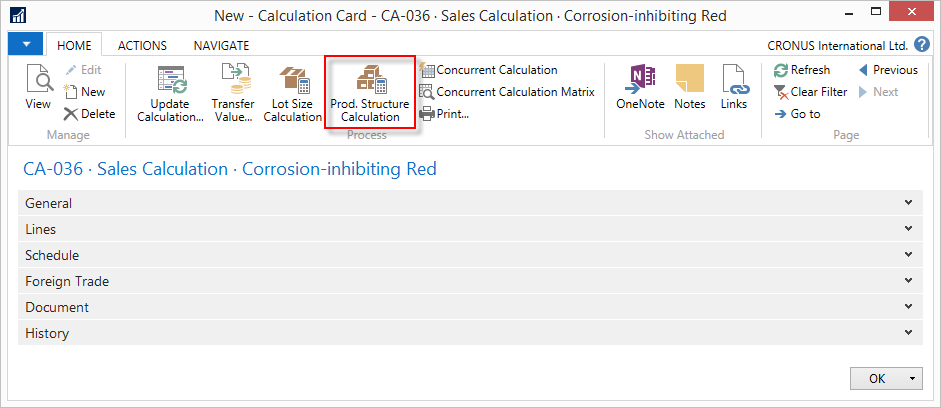 New - Calculation Card - CA-036 · Sales Calculation · Corrosion-inhibiting Red
HOME ACTIONS NAVIGATE CRONUS International Ltd. ?
View
Edit
New
Delete
Manage
Update
Calculation...
Transfer
Value...
Lot Size
Calculation
Prod. Structure
Calculation
Concurrent Calculation
Concurrent Calculation Matrix
Print...
Process
OneNote
Notes
Links
Show Attached
Refresh
Clear Filter
Go to
Previous
Next
Page
CA-036 · Sales Calculation · Corrosion-inhibiting Red
General
Lines
Schedule
Foreign Trade
Document
History
OK